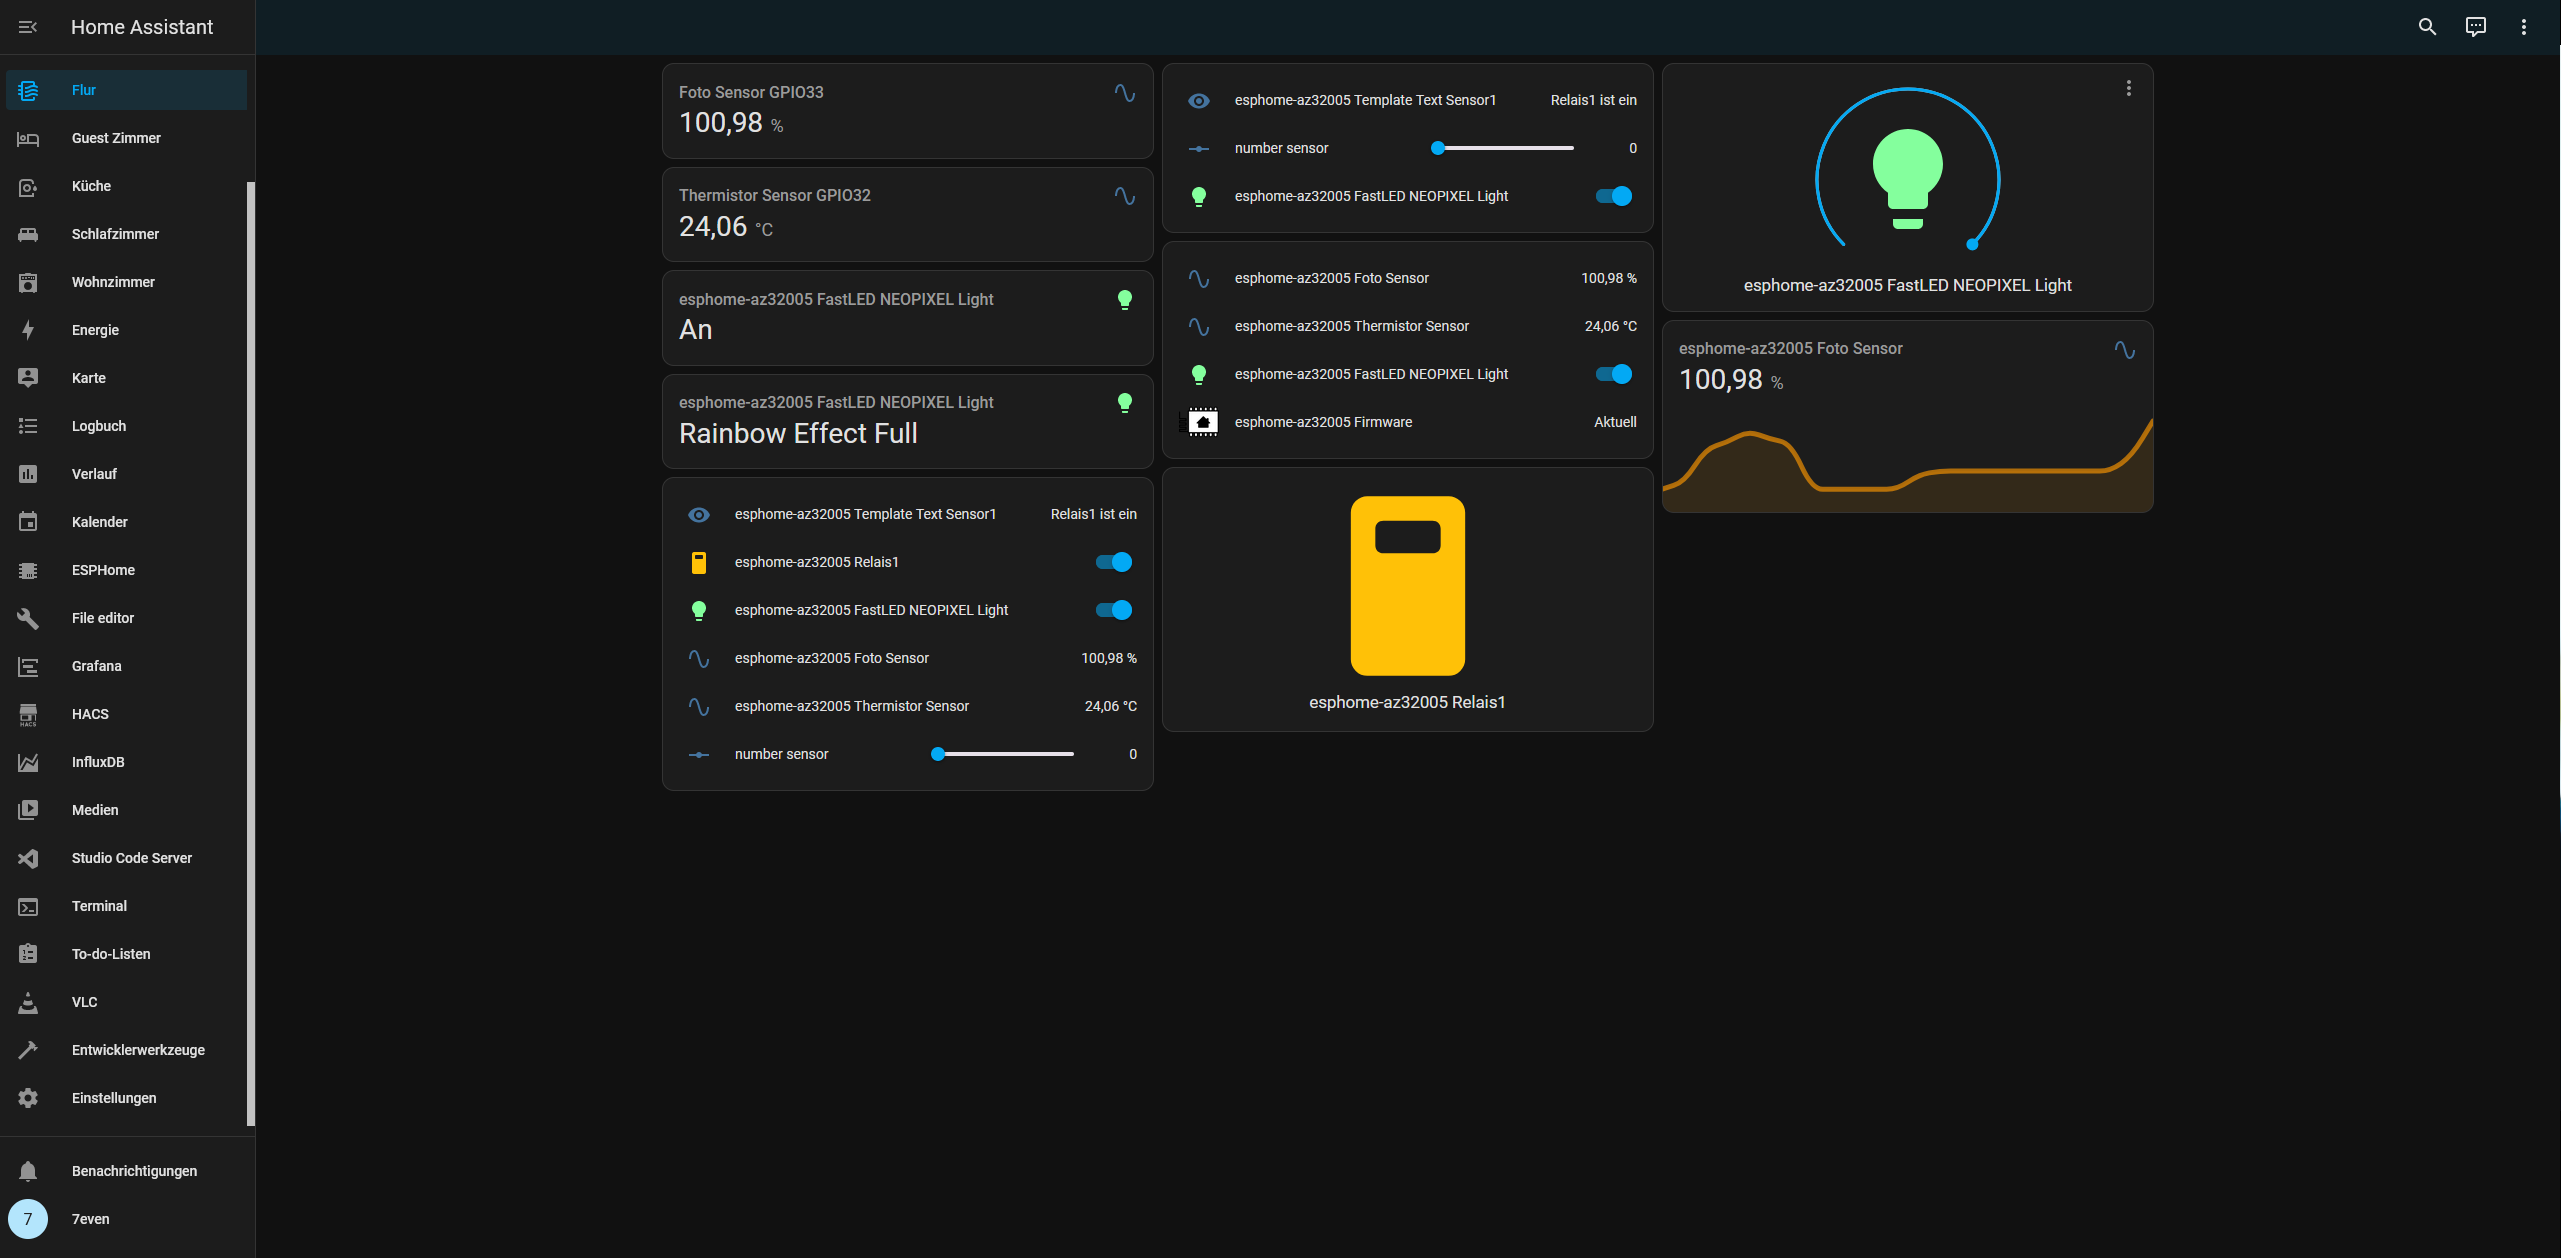 Home Assistant
Flur
Guest Zimmer
Küche
Schlafzimmer
Wohnzimmer
Energie
Karte
Logbuch
Verlauf
Kalender
ESPHome
File editor
Grafana
HACS
HACS
InfluxDB
Medien
Studio Code Server
Terminal
To-do-Listen
VLC
Entwicklerwerkzeuge
Einstellungen
Benachrichtigungen
7 7even
Foto Sensor GPIO33
100,98 %
Thermistor Sensor GPIO32
24,06 °C
esphome-az32005 FastLED NEOPIXEL Light
An
esphome-az32005 FastLED NEOPIXEL Light
Rainbow Effect Full
esphome-az32005 Template Text Sensor1 Relais1 ist ein
esphome-az32005 Relais1
esphome-az32005 FastLED NEOPIXEL Light
esphome-az32005 Foto Sensor 100,98 %
esphome-az32005 Thermistor Sensor 24,06 °C
number sensor 0
esphome-az32005 Template Text Sensor1 Relais1 ist ein
number sensor 0
esphome-az32005 FastLED NEOPIXEL Light
esphome-az32005 Foto Sensor 100,98 %
esphome-az32005 Thermistor Sensor 24,06 °C
esphome-az32005 FastLED NEOPIXEL Light
esphome-az32005 Firmware Aktuell
esphome-az32005 Relais1
esphome-az32005 FastLED NEOPIXEL Light
esphome-az32005 Foto Sensor
100,98 %